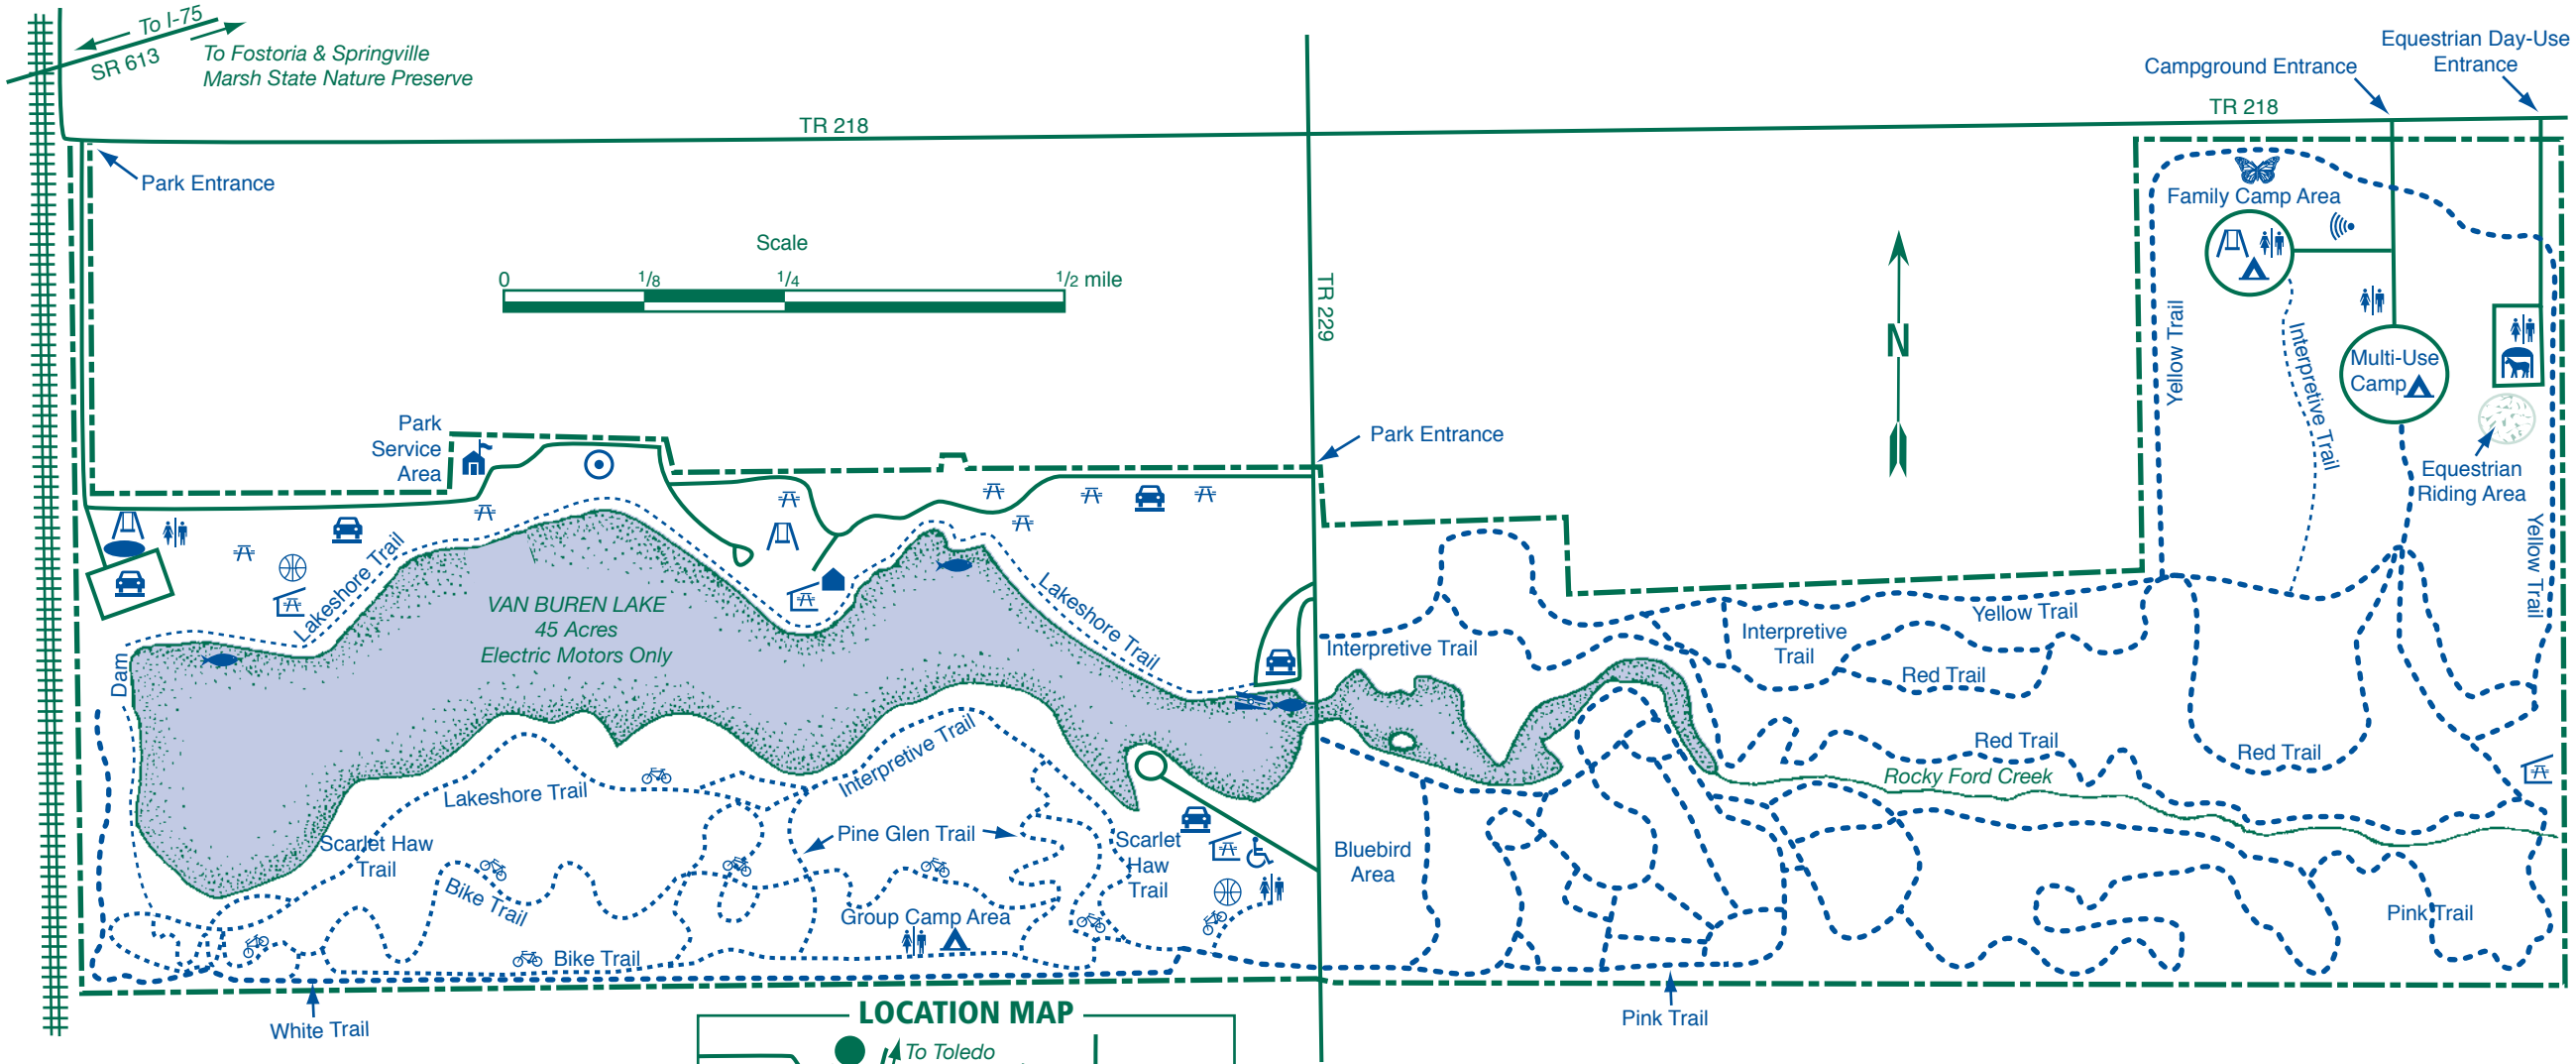 To I-75
SR 613
To Fostoria & Springville
Marsh State Nature Preserve
Equestrian Day-Use
Entrance
Campground Entrance
TR 218
TR 218
Park Entrance
Family Camp Area
Scale
0 1/8 1/4 1/2 mile
TR 229
N
Yellow Trail
Interpretive Trail
Multi-Use
Camp
Park
Service
Area
Park Entrance
Equestrian
Riding Area
Yellow Trail
Lakeshore Trail
VAN BUREN LAKE
45 Acres
Electric Motors Only
Lakeshore Trail
Interpretive Trail
Interpretive
Trail
Yellow Trail
Red Trail
Dam
Interpretive Trail
Red Trail
Red Trail
Rocky Ford Creek
Lakeshore Trail
Scarlet Haw
Trail
Pine Glen Trail
Scarlet
Haw
Trail
Bluebird
Area
Bike Trail
Group Camp Area
Pink Trail
Bike Trail
White Trail
Pink Trail
LOCATION MAP
To Toledo